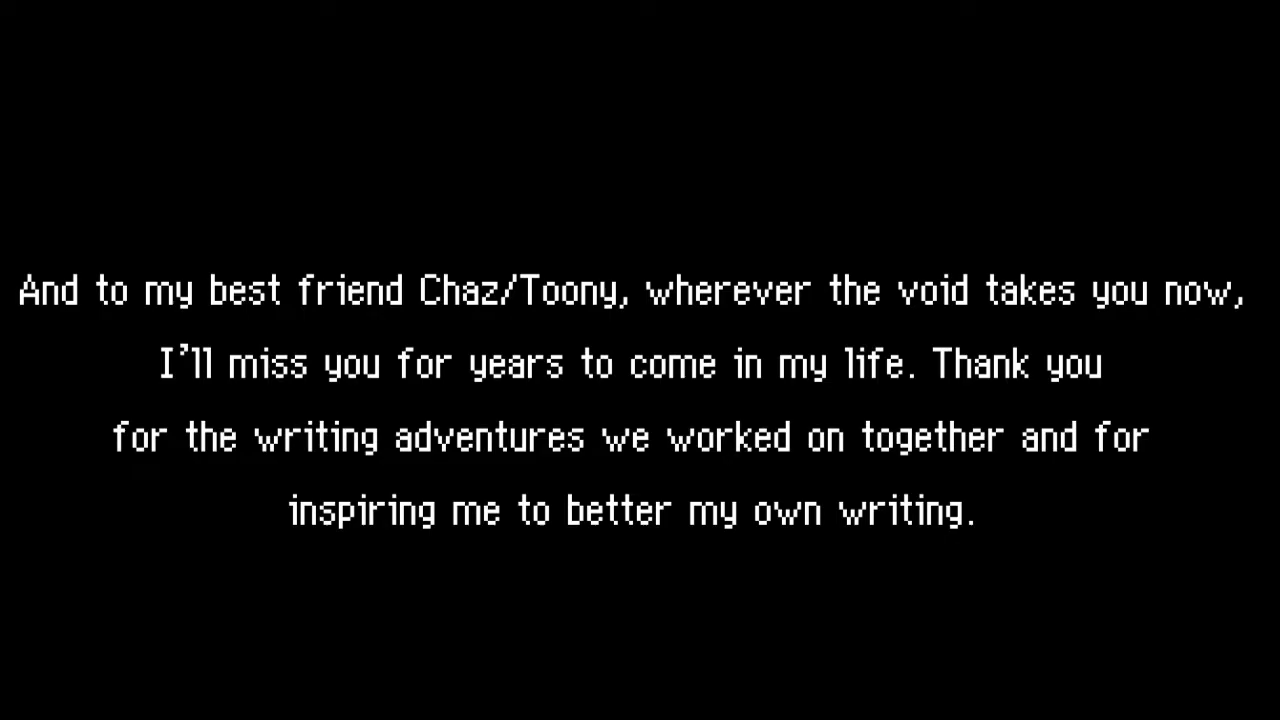 And to my best friend Chaz/Toony, wherever the void takes you now,
I'll miss you for years to come in my life. Thank you
for the writing adventures we worked on together and for
inspiring me to better my own writing.